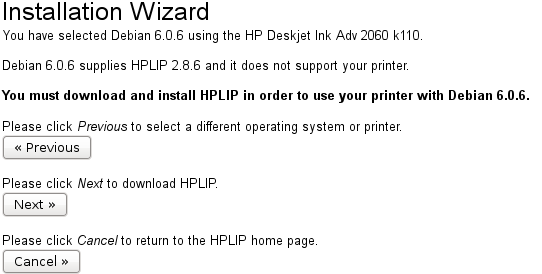 Installation Wizard
You have selected Debian 6.0.6 using the HP Deskjet Ink Adv 2060 k110.
Debian 6.0.6 supplies HPLIP 2.8.6 and it does not support your printer.
You must download and install HPLIP in order to use your printer with Debian 6.0.6.
Please click Previous to select a different operating system or printer.
« Previous
Please click Next to download HPLIP.
Next »
Please click Cancel to return to the HPLIP home page.
Cancel »